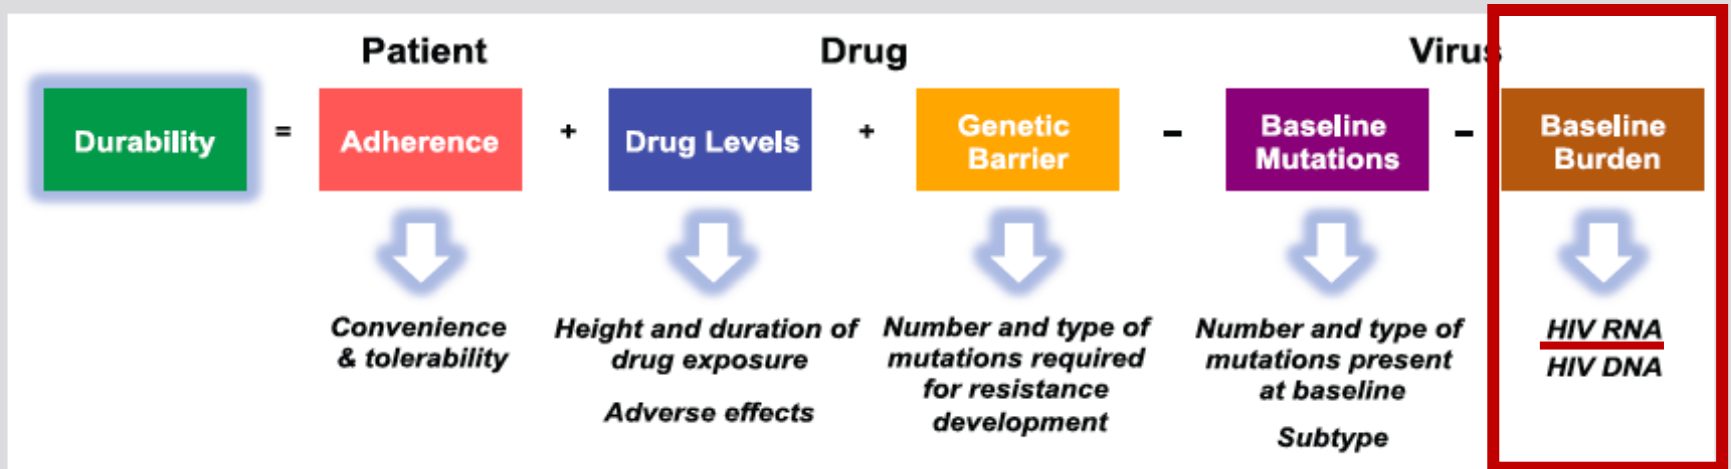 Patient
Drug
Virus
Durability
=
Adherence
+
Drug Levels
+
Genetic
Barrier
-
Baseline
Mutations
-
Baseline
Burden
Convenience
& tolerability
Height and duration of
drug exposure
Adverse effects
Number and type of
mutations required
for resistance
development
Number and type of
mutations present
at baseline
Subtype
HIV RNA
HIV DNA